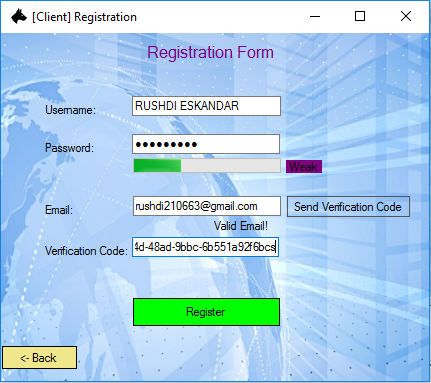 [Client] Registration
Registration Form
Username: RUSHDI ESKANDAR
Password: ●●●●●●●●●
Weak
Email: rushdi210663@gmail.com Send Verification Code
Valid Email!
Verification Code: 4d-48ad-9bbc-6b551a92f6bcs
Register
<- Back